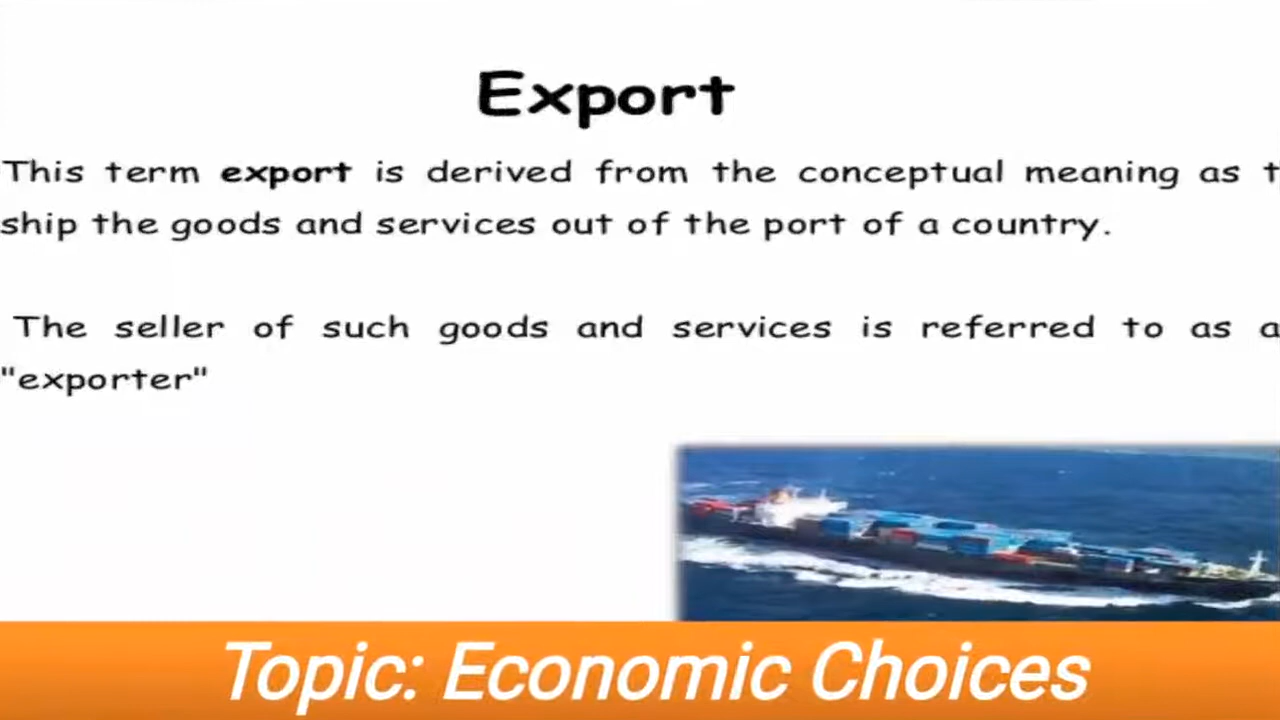 Export
This term export is derived from the conceptual meaning as t
ship the goods and services out of the port of a country.
The seller of such goods and services is referred to as a
"exporter"
Topic: Economic Choices